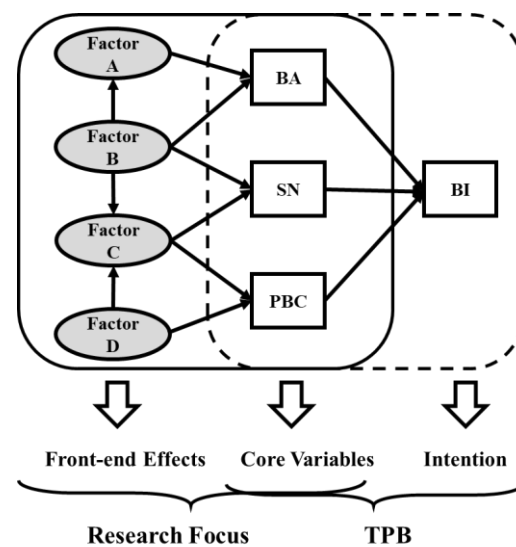 Factor
A
BA
Factor
B
SN
BI
Factor
C
PBC
Factor
D
Front-end Effects
Core Variables
Intention
Research Focus
TPB